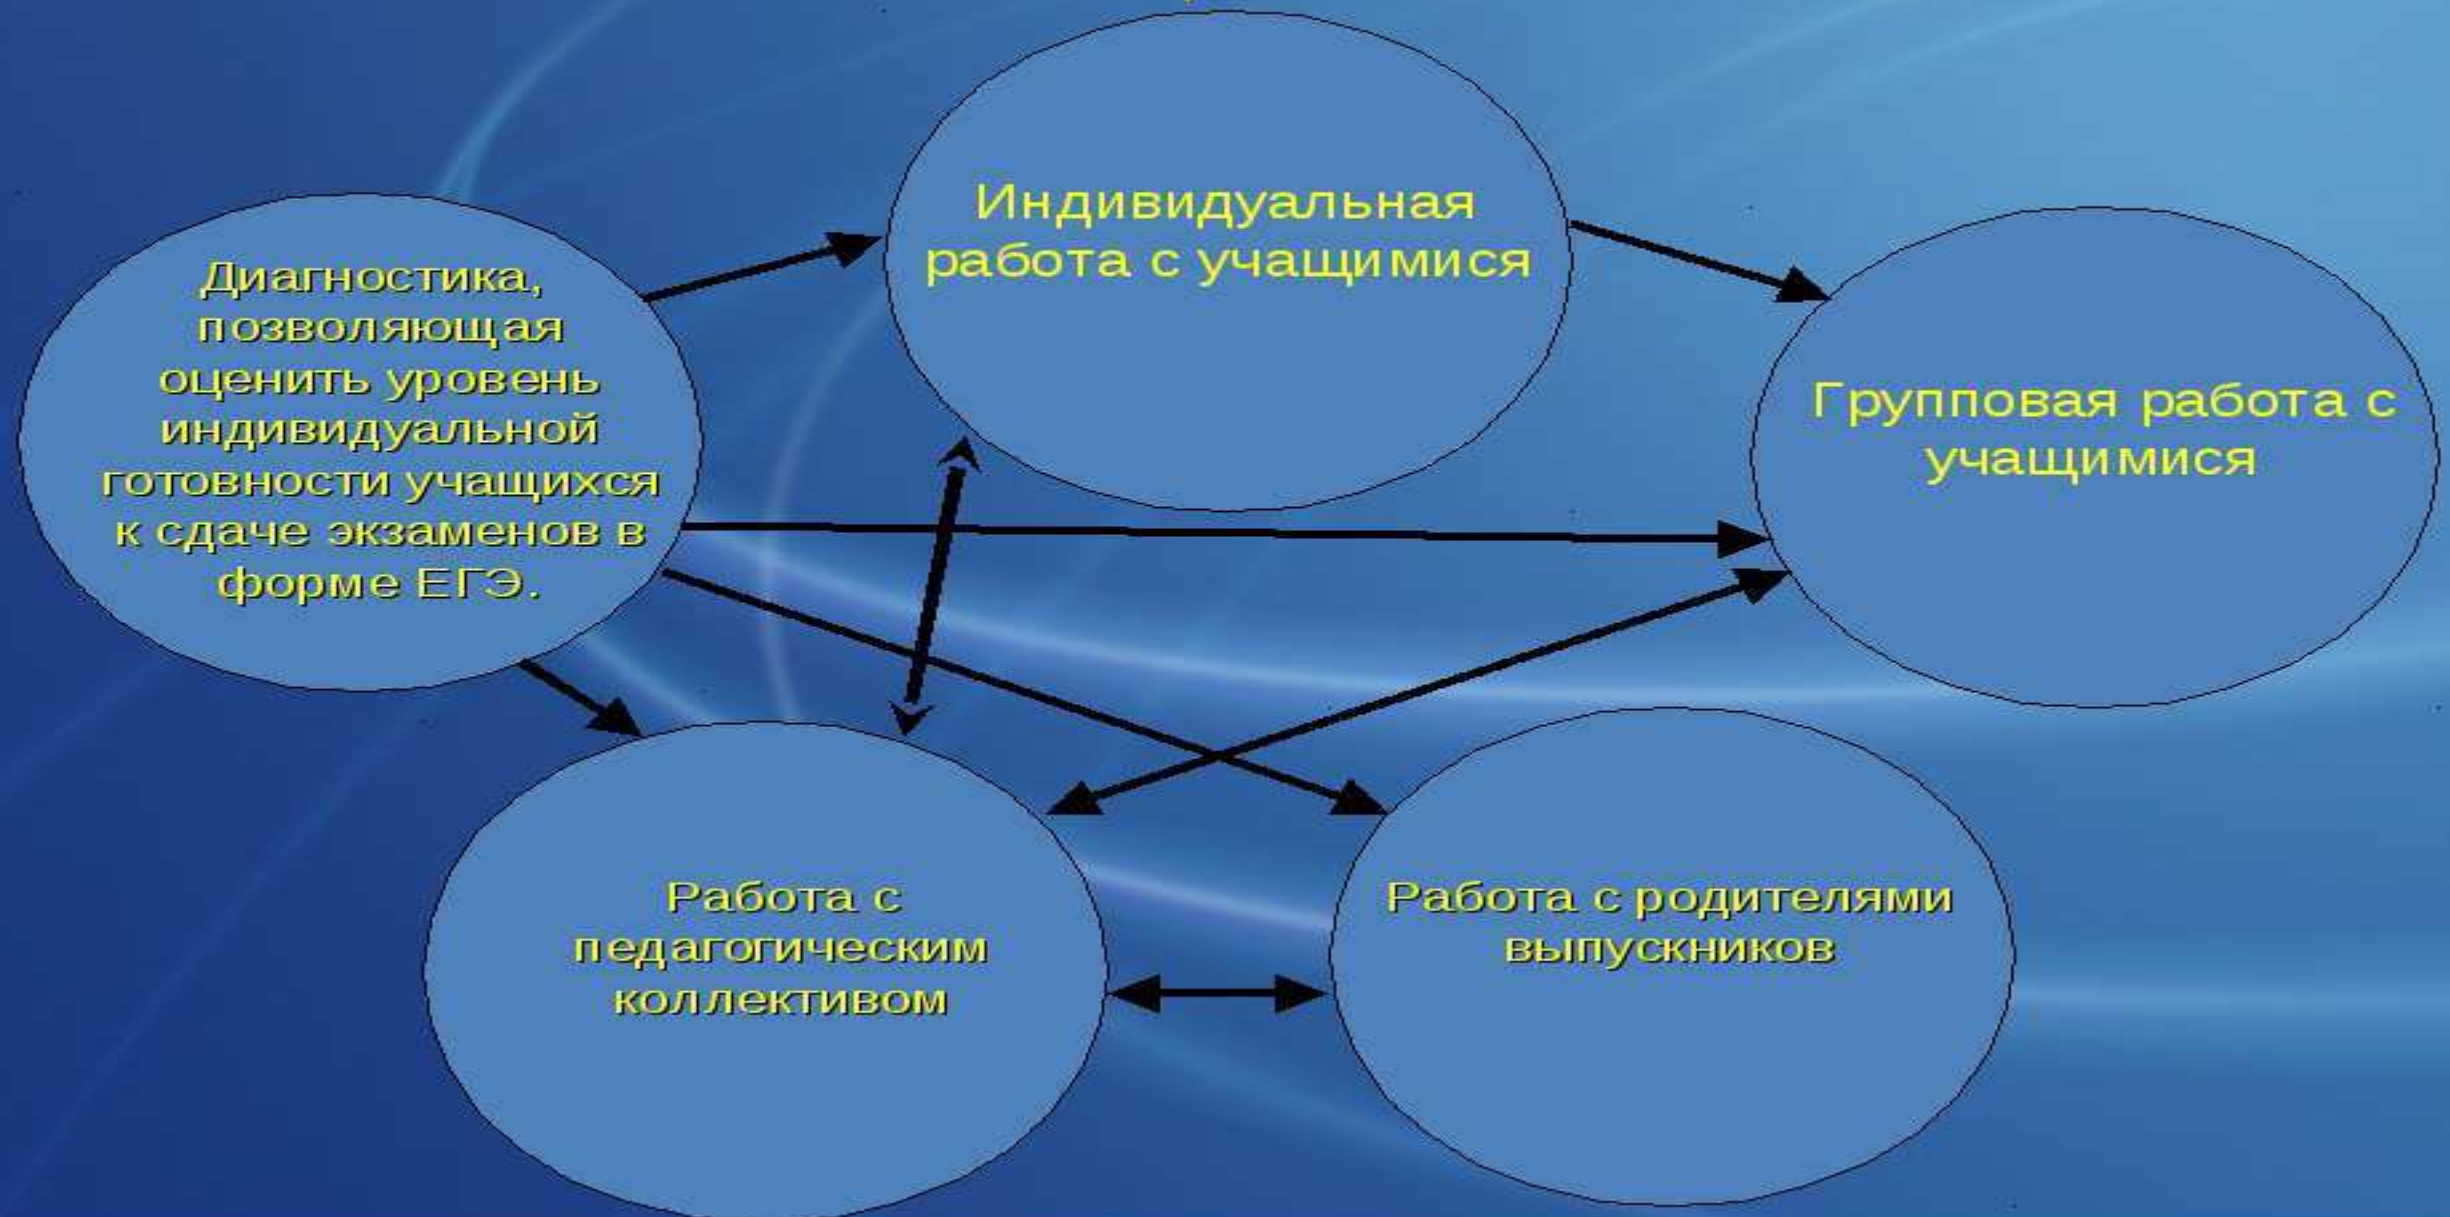 Индивидуальная
работа с учащимися
Диагностика,
позволяющая
оценить уровень
индивидуальной
готовности учащихся
к сдаче экзаменов в
форме ЕГЭ.
Групповая работа с
учащимися
Работа с
педагогическим
коллективом
Работа с родителями
выпускников